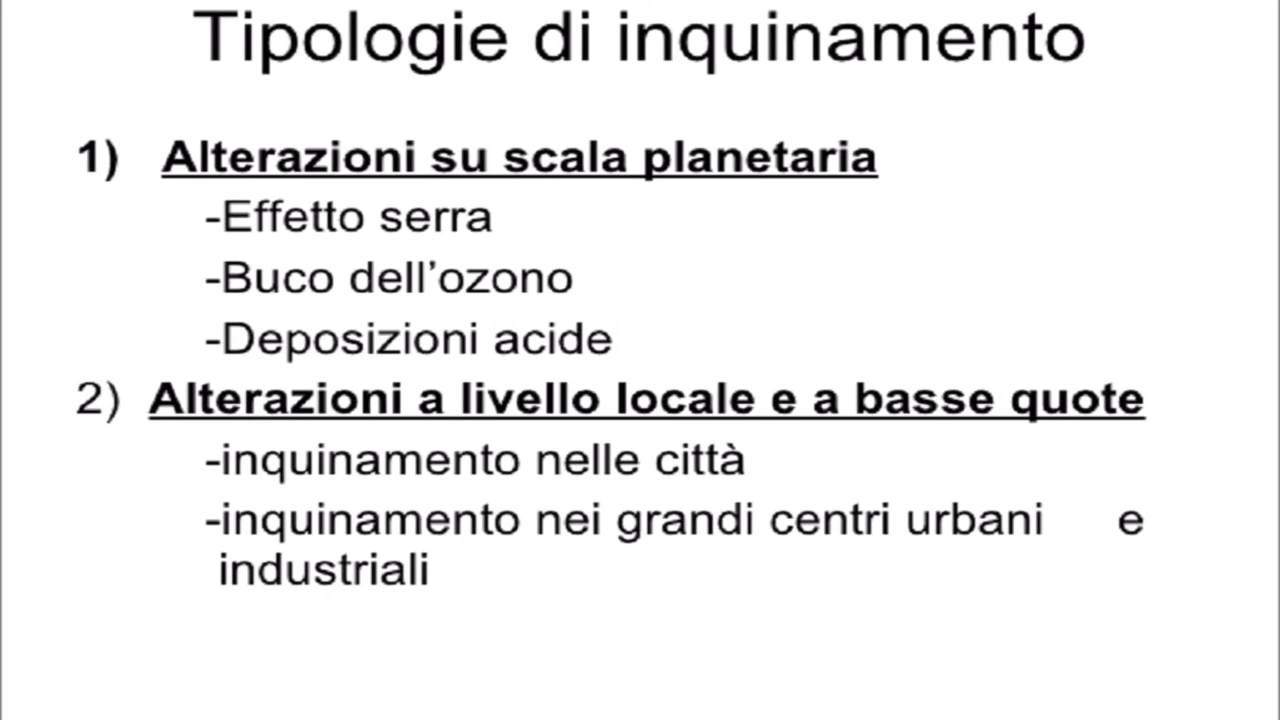 Tipologie di inquinamento
1) Alterazioni su scala planetaria
-Effetto serra
-Buco dell’ozono
-Deposizioni acide
2) Alterazioni a livello locale e a basse quote
-inquinamento nelle città
-inquinamento nei grandi centri urbani e
industriali